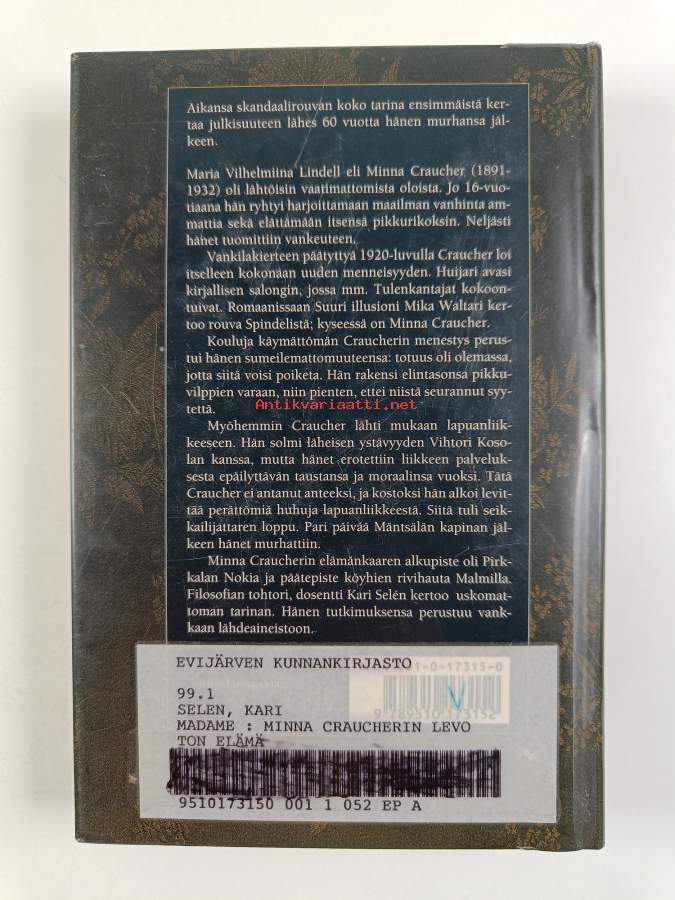 Aikansa skandaalirouvan koko tarina ensimmäistä ker-
taa julkisuuteen lähes 60 vuotta hänen murhansa jäl-
keen.
Maria Vilhelmiina Lindell eli Minna Craucher (1891-
1932) oli lähtöisin vaatimattomista oloista. Jo 16-vuo-
tiaana hän ryhtyi harjoittamaan maailman vanhinta am-
mattia sekä elättämään itsensä pikkurikoksin. Neljästi
hänet tuomittiin vankeuteen.
Vankilakierteen päätyttyä 1920-luvulla Craucher loi
itselleen kokonaan uuden menneisyyden. Huijari avasi
kirjallisen salongin, jossa mm. Tulenkantajat kokoon-
tuivat. Romaanissaan Suuri illusioni Mika Waltari ker-
too rouva Spindelistä; kyseessä on Minna Craucher.
Kouluja käymättömän Craucherin menestys perus-
tui hänen sumeilemattomuuteensa: totuus oli olemassa,
jotta siitä voisi poiketa. Hän rakensi elintasonsa pikku-
vilppien varaan, niin pienten, ettei niistä seurannut syy-
tettä.
Antikvariaatti.net
Myöhemmin Craucher lähti mukaan lapuanliik-
keeseen. Hän solmi läheisen ystävyyden Vihtori Koso-
lan kanssa, mutta hänet erotettiin liikkeen palveluk-
sesta epäilyttävän taustansa ja moraalinsa vuoksi. Tätä
Craucher ei antanut anteeksi, ja kostoksi hän alkoi levit-
tää perättömiä huhuja lapuanliikkeestä. Siitä tuli seik-
kailijattaren loppu. Pari päivää Mäntsälän kapinan jäl-
keen hänet murhattiin.
Minna Craucherin elämänkaaren alkupiste oli Pirk-
kalan Nokia ja päätepiste köyhien rivihauta Malmilla.
Filosofian tohtori, dosentti Kari Selén kertoo uskomat-
toman tarinan. Hänen tutkimuksensa perustuu vank-
kaan lähdeaineistoon.
EVIJÄRVEN KUNNANKIRJASTO
1-0-17315-0
99.1
SELEN, KARI
MADAME : MINNA CRAUCHERIN LEVO
TON ELÄMÄ
9510173150 001 1 052 EP A